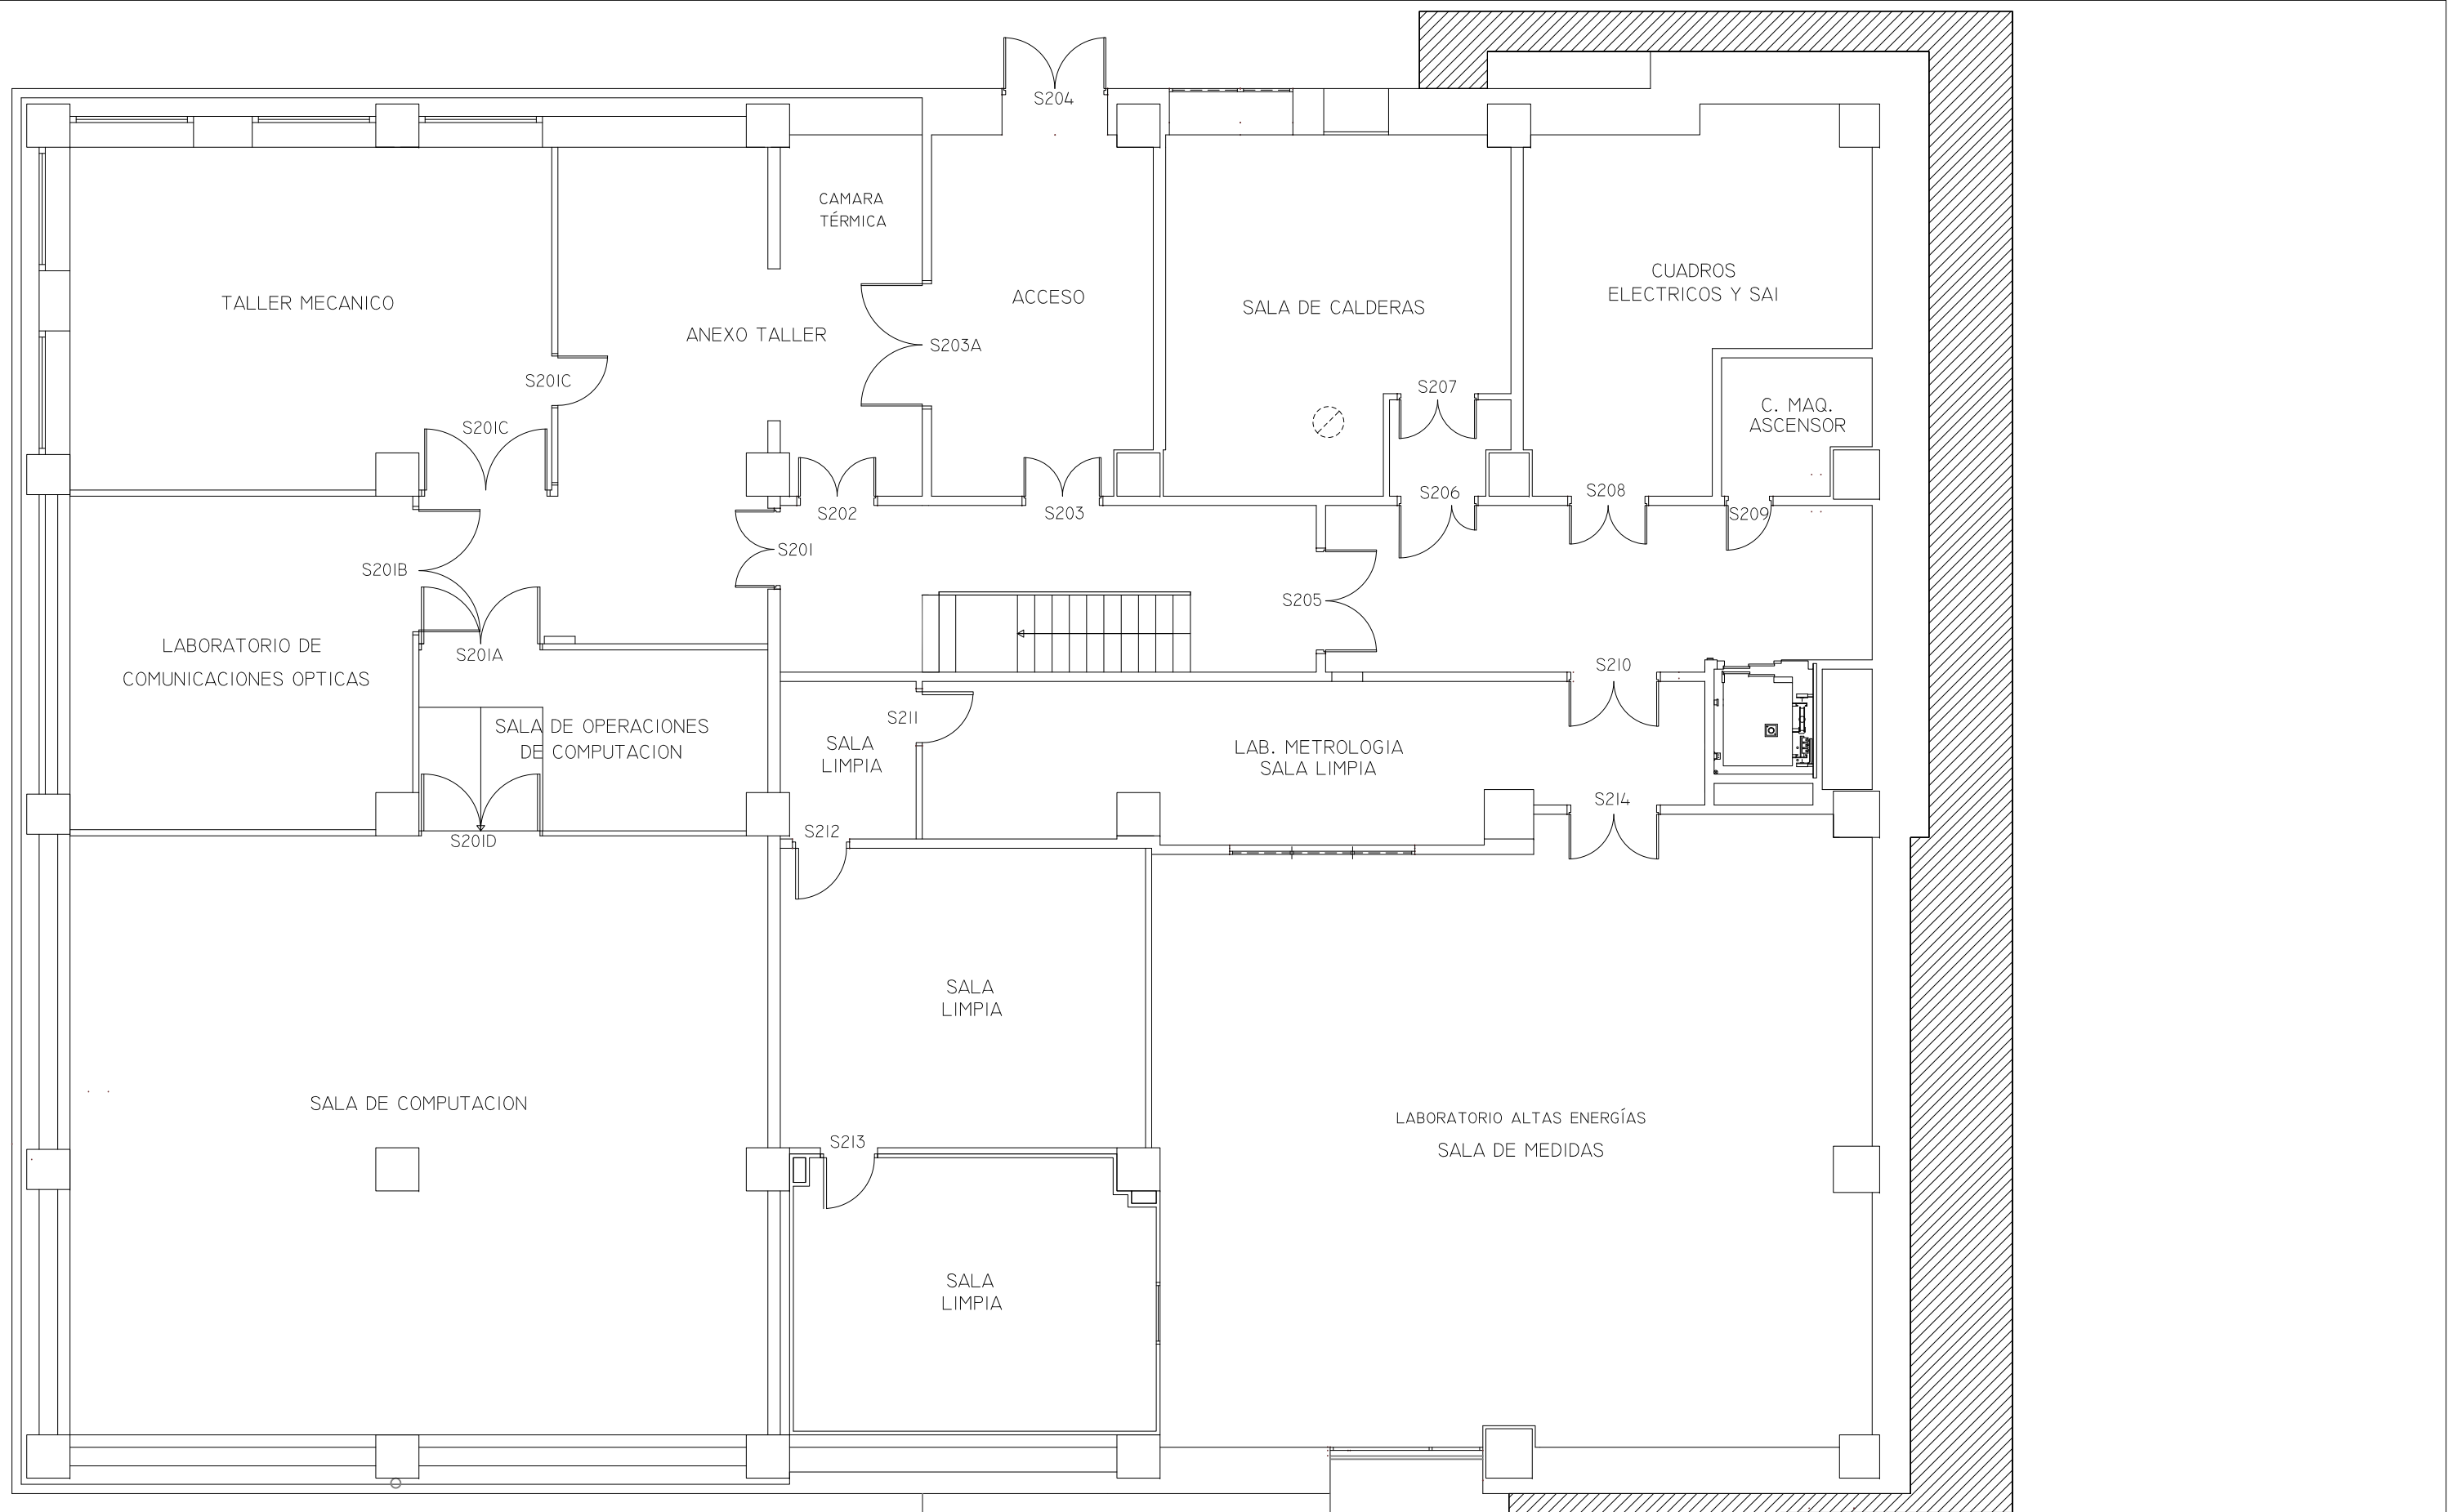 S204
CAMARA
TÉRMICA
CUADROS
ELECTRICOS Y SAI
TALLER MECANICO
ACCESO
SALA DE CALDERAS
ANEXO TALLER
S203A
S201C
S207
C. MAQ.
ASCENSOR
S201C
S206
S208
S202
S203
S209
S201
S201B
S205
LABORATORIO DE
COMUNICACIONES OPTICAS
S201A
S210
S211
SALA DE OPERACIONES
DE COMPUTACION
SALA
LIMPIA
LAB. METROLOGIA
SALA LIMPIA
S214
S212
S201D
SALA
LIMPIA
SALA DE COMPUTACION
LABORATORIO ALTAS ENERGÍAS
SALA DE MEDIDAS
S213
SALA
LIMPIA